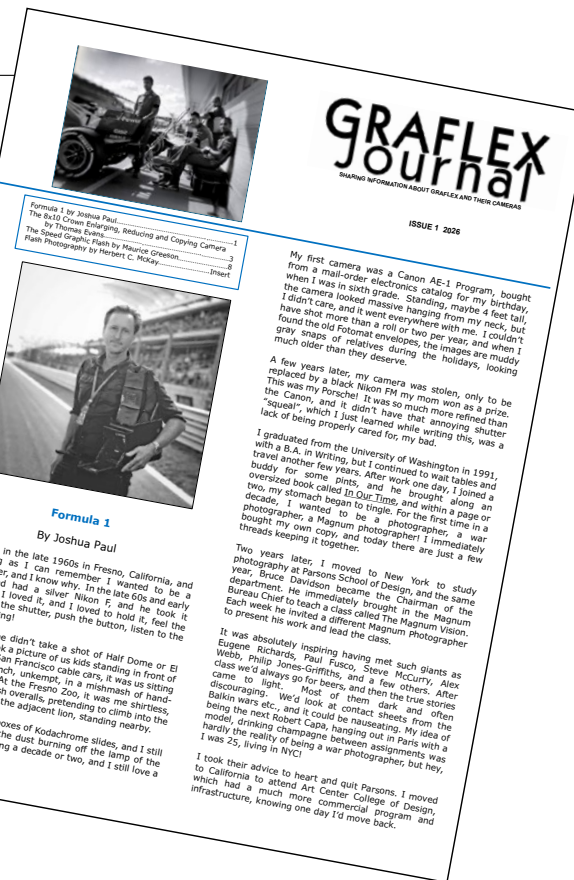 GRAFLEX
Journal
SHARING INFORMATION ABOUT GRAFLEX AND THEIR CAMERAS
ISSUE 1 2026
Formula 1 by Joshua Paul...............................................1
The 8x10 Crown Enlarging, Reducing and Copying Camera
by Thomas Evans...............................................3
The Speed Graphic Flash by Maurice Greeson...................8
Flash Photography by Herbert C. McKay....................Insert
Formula 1
By Joshua Paul
in the late 1960s in Fresno, California, and
as I can remember I wanted to be a
and I know why. In the late 60s and early
had a silver Nikon F, and he took it
I loved it, and I loved to hold it, feel the
the shutter, push the button, listen to the
didn't take a shot of Half Dome or El
a picture of us kids standing in front of
San Francisco cable cars, it was us sitting
unkempt, in a mishmash of hand-
At the Fresno Zoo, it was me shirtless,
overalls, pretending to climb into the
the adjacent lion, standing nearby.
boxes of Kodachrome slides, and I still
the dust burning off the lamp of the
a decade or two, and I still love a
My first camera was a Canon AE-1 Program, bought
from a mail-order electronics catalog for my birthday,
when I was in sixth grade. Standing, maybe 4 feet tall,
the camera looked massive hanging from my neck, but
I didn't care, and it went everywhere with me. I couldn't
have shot more than a roll or two per year, and when I
found the old Fotomat envelopes, the images are muddy
gray snaps of relatives during the holidays, looking
much older than they deserve.
A few years later, my camera was stolen, only to be
replaced by a black Nikon FM my mom won as a prize.
This was my Porsche! It was so much more refined than
the Canon, and it didn't have that annoying shutter
"squeal", which I just learned while writing this, was a
lack of being properly cared for, my bad.
I graduated from the University of Washington in 1991,
with a B.A. in Writing, but I continued to wait tables and
travel another few years. After work one day, I joined a
buddy for some pints, and he brought along an
oversized book called In Our Time, and within a page or
two, my stomach began to tingle. For the first time in a
decade, I wanted to be a photographer, a war
photographer, a Magnum photographer! I immediately
bought my own copy, and today there are just a few
threads keeping it together.
Two years later, I moved to New York to study
photography at Parsons School of Design, and the same
year, Bruce Davidson became the Chairman of the
department. He immediately brought in the Magnum
Bureau Chief to teach a class called The Magnum Vision.
Each week he invited a different Magnum Photographer
to present his work and lead the class.
It was absolutely inspiring having met such giants as
Eugene Richards, Paul Fusco, Steve McCurry, Alex
Webb, Philip Jones-Griffiths, and a few others. After
class we'd always go for beers, and then the true stories
came to light. Most of them dark and often
discouraging. We'd look at contact sheets from the
Balkin wars etc., and it could be nauseating. My idea of
being the next Robert Capa, hanging out in Paris with a
model, drinking champagne between assignments was
hardly the reality of being a war photographer, but hey,
I was 25, living in NYC!
I took their advice to heart and quit Parsons. I moved
to California to attend Art Center College of Design,
which had a much more commercial program and
infrastructure, knowing one day I'd move back.